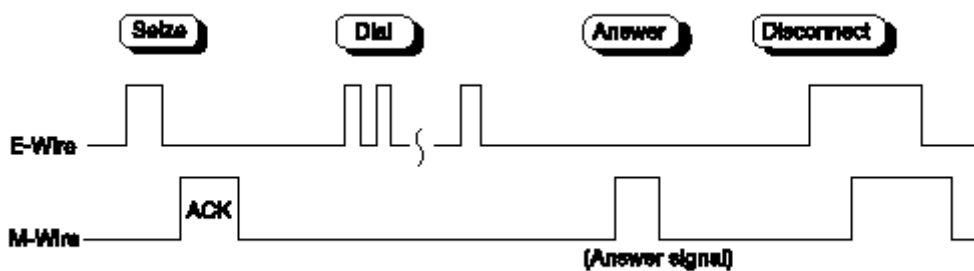 Seize
Dial
Answer
Disconnect
E-Wire
ACK
M-Wire
(Answer signal)